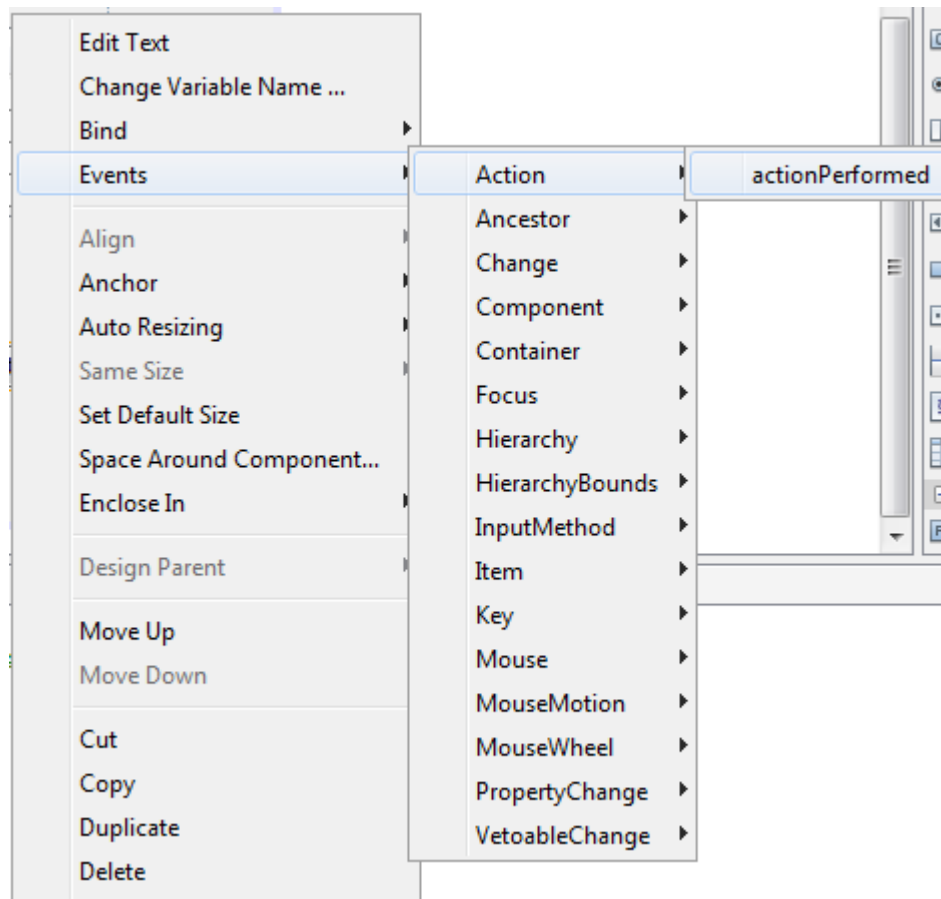 Edit Text
Change Variable Name ...
Bind
Events
Align
Anchor
Auto Resizing
Same Size
Set Default Size
Space Around Component...
Enclose In
Design Parent
Move Up
Move Down
Cut
Copy
Duplicate
Delete
Action
Ancestor
Change
Component
Container
Focus
Hierarchy
HierarchyBounds
InputMethod
Item
Key
Mouse
MouseMotion
MouseWheel
PropertyChange
VetoableChange
actionPerformed